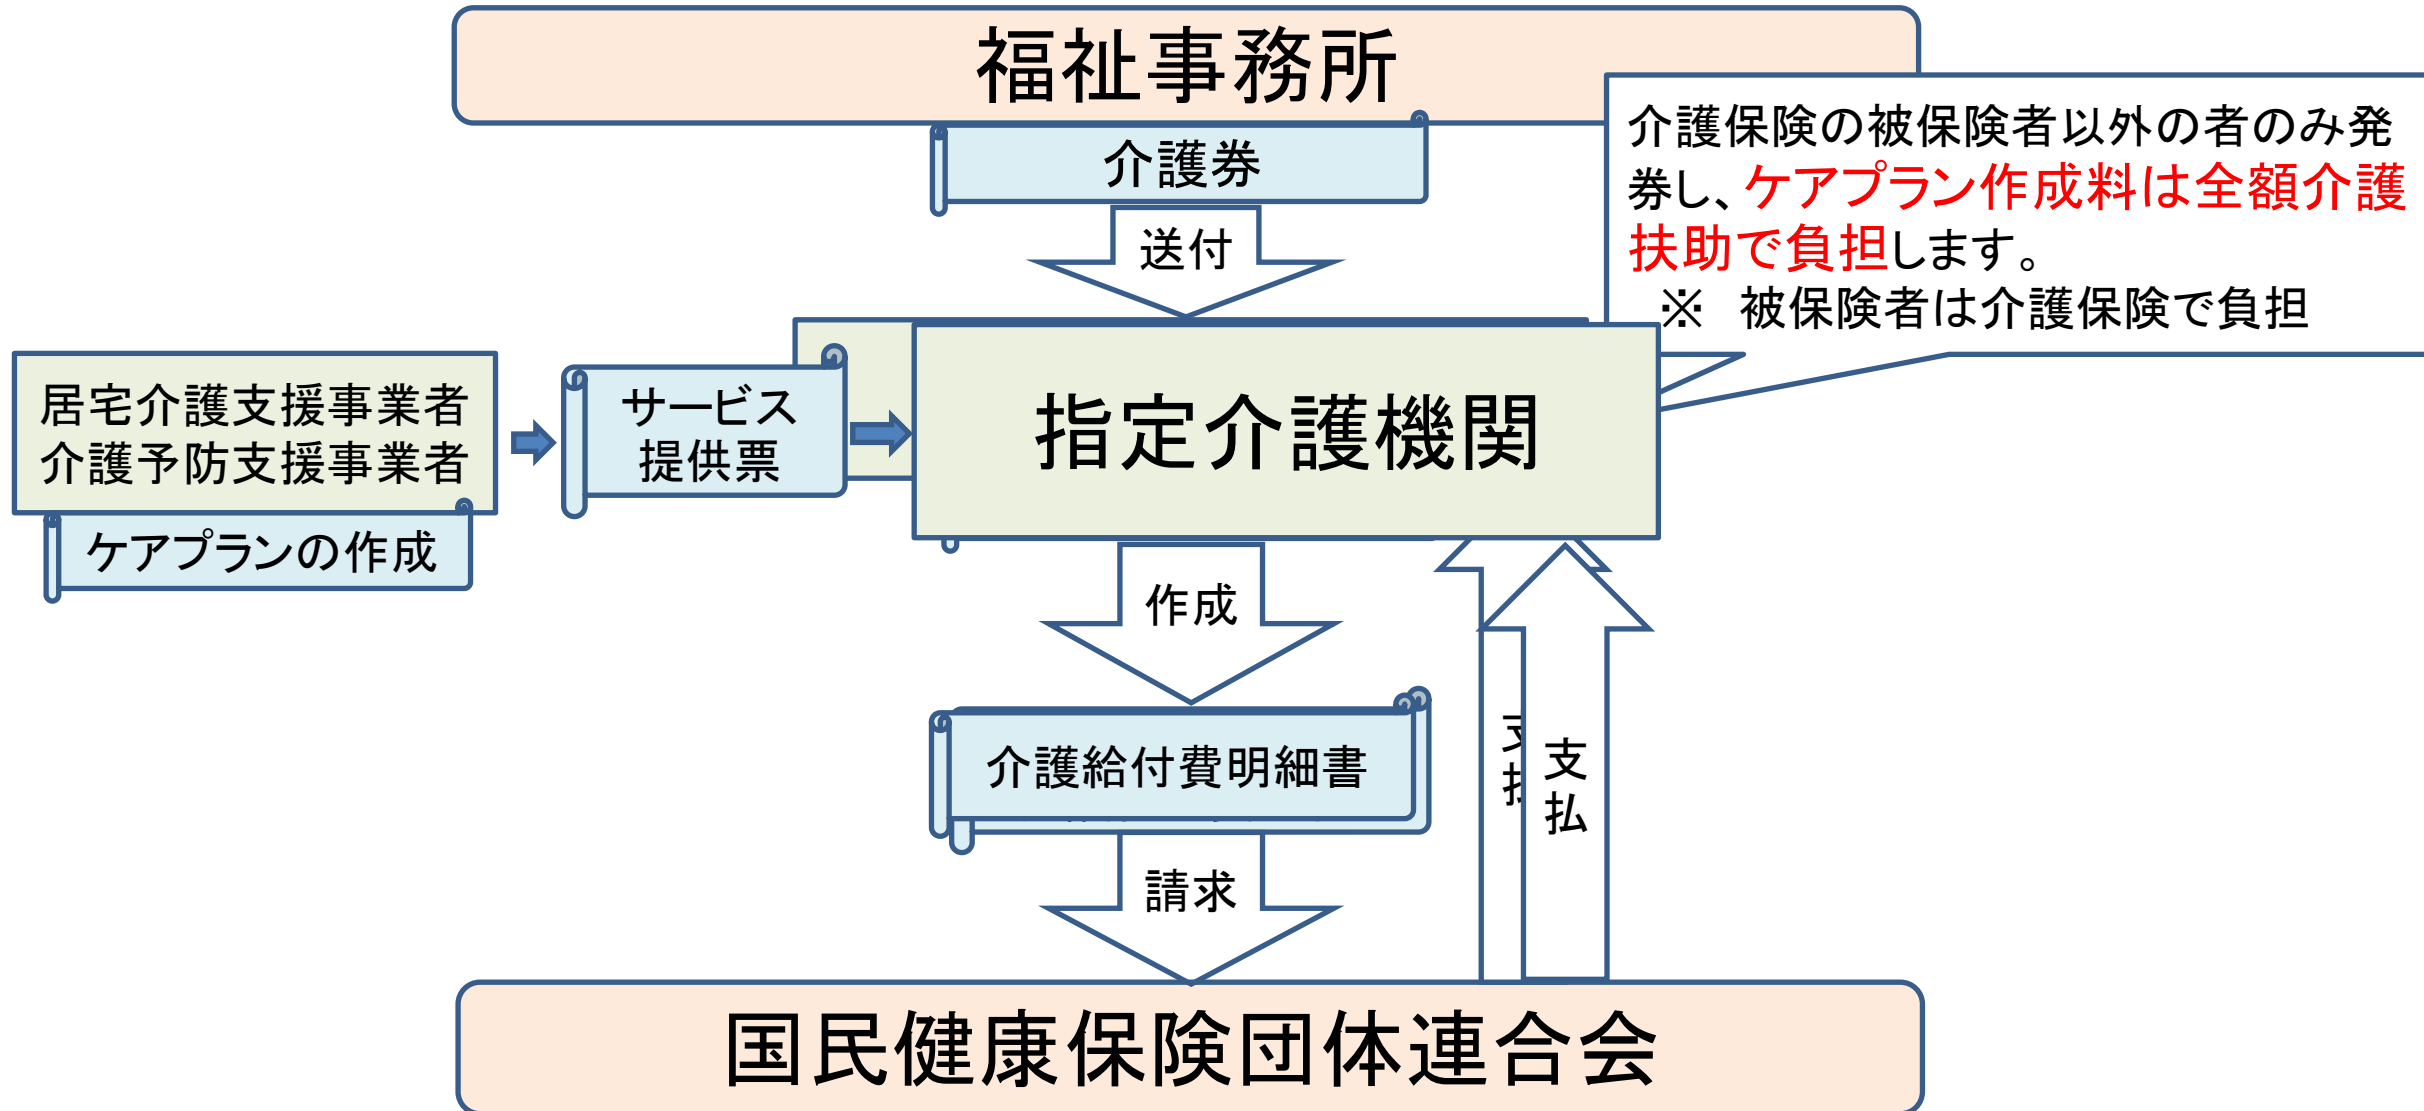 福祉事務所
介護券
送付
介護保険の被保険者以外の者のみ発
券し、ケアプラン作成料は全額介護
扶助で負担します。
※　被保険者は介護保険で負担
居宅介護支援事業者
介護予防支援事業者
ケアプランの作成
サービス
提供票
指定介護機関
作成
介護給付費明細書
請求
支
払
国民健康保険団体連合会